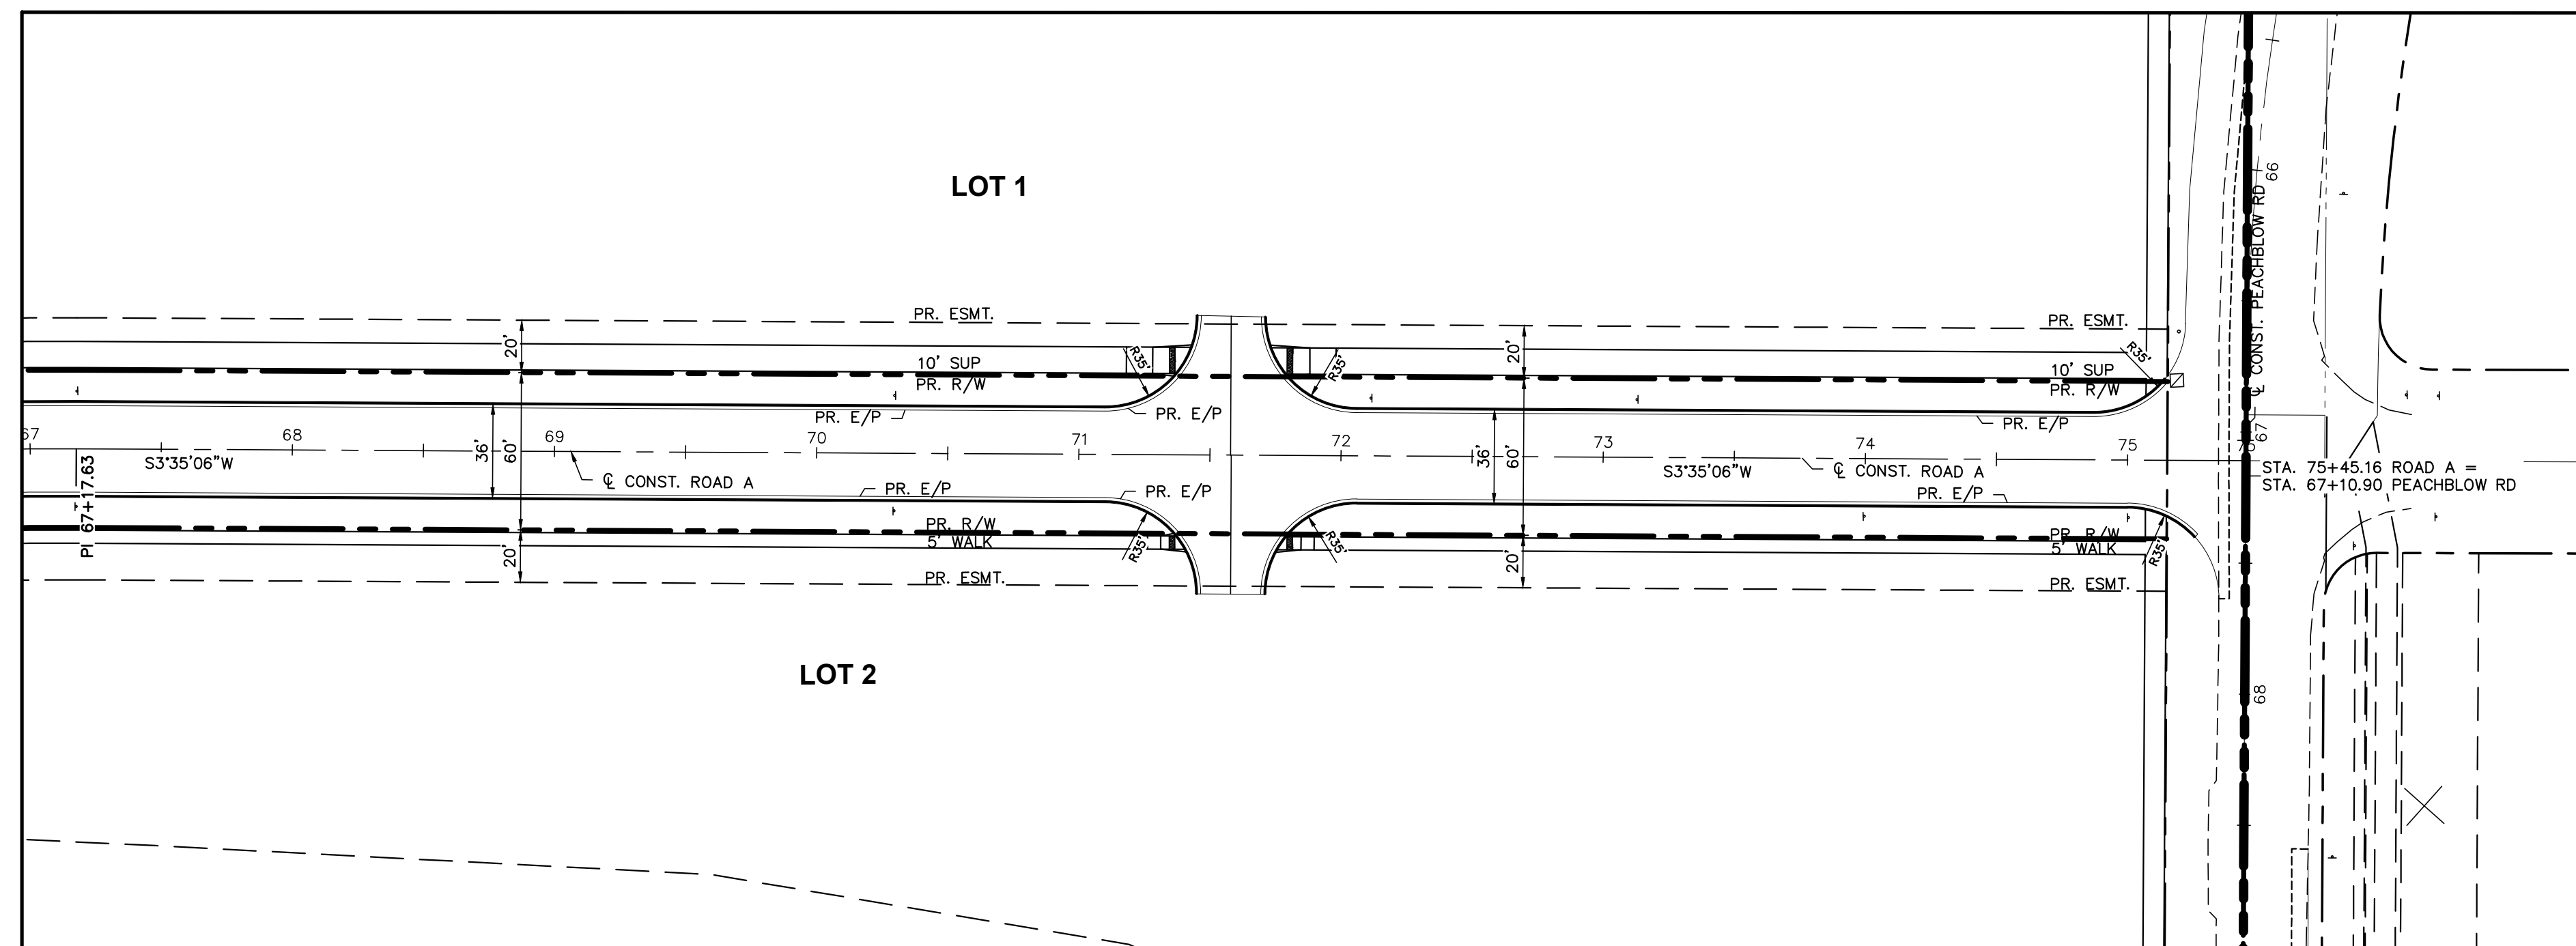 LOT 1
PR. ESMT.
PR. ESMT.
20'
20'
R35'
R35'
R35'
10' SUP
PR. R/W
10' SUP
PR. R/W
PR. E/P
PR. E/P
PR. E/P
67
68
69
70
71
72
73
74
75
36'
60'
36'
60'
S3°35'06"W
S3°35'06"W
PI 67+17.63
℄ CONST. ROAD A
℄ CONST. ROAD A
PR. E/P
PR. E/P
PR. E/P
PR. R/W
5' WALK
PR. R/W
5' WALK
R35'
R35'
R35'
20'
20'
PR. ESMT.
PR. ESMT.
LOT 2
66
℄ CONST. PEACHBLOW RD
67
STA. 75+45.16 ROAD A =
STA. 67+10.90 PEACHBLOW RD
68